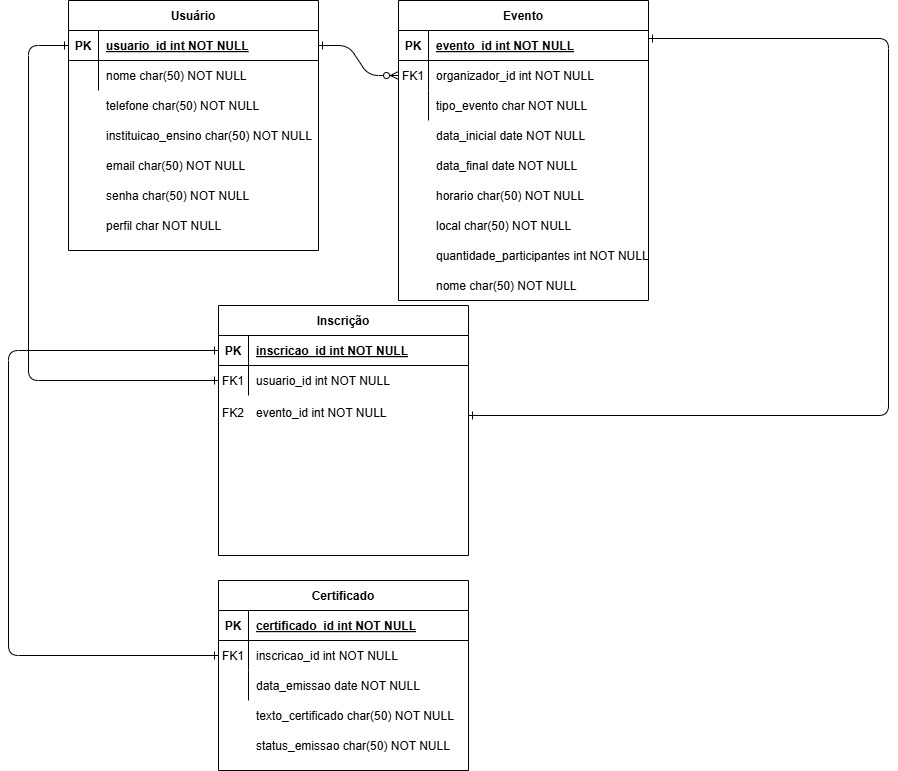 Usuário
PK usuario_id int NOT NULL
nome char(50) NOT NULL
telefone char(50) NOT NULL
instituicao_ensino char(50) NOT NULL
email char(50) NOT NULL
senha char(50) NOT NULL
perfil char NOT NULL
Evento
PK evento_id int NOT NULL
FK1 organizador_id int NOT NULL
tipo_evento char NOT NULL
data_inicial date NOT NULL
data_final date NOT NULL
horario char(50) NOT NULL
local char(50) NOT NULL
quantidade_participantes int NOT NULL
nome char(50) NOT NULL
Inscrição
PK inscricao_id int NOT NULL
FK1 usuario_id int NOT NULL
FK2 evento_id int NOT NULL
Certificado
PK certificado_id int NOT NULL
FK1 inscricao_id int NOT NULL
data_emissao date NOT NULL
texto_certificado char(50) NOT NULL
status_emissao char(50) NOT NULL